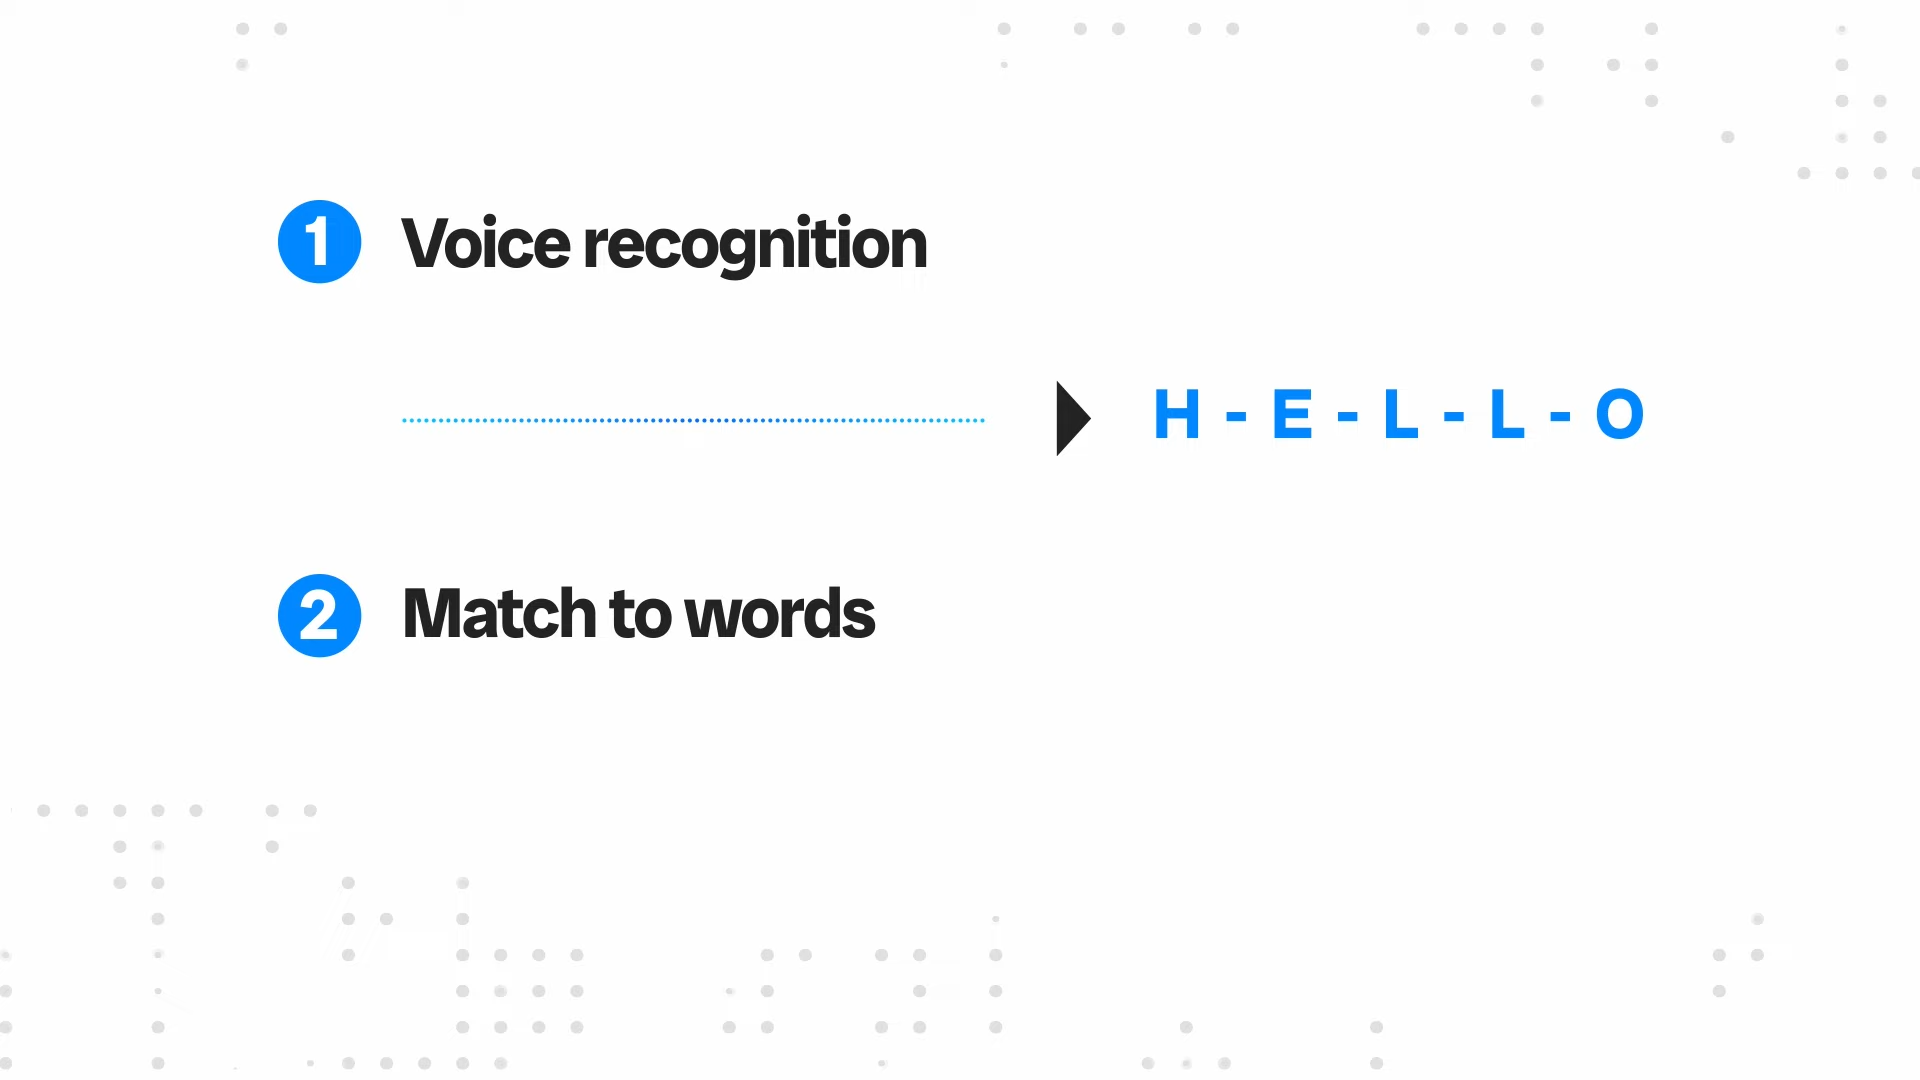 1 Voice recognition
H - E - L - L - O
2 Match to words